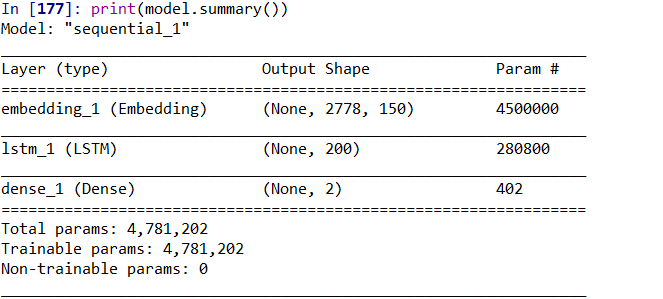 In [177]: print(model.summary())
Model: "sequential_1"
_________________________________________________________________
Layer (type)                 Output Shape              Param #
=================================================================
embedding_1 (Embedding)      (None, 2778, 150)         4500000
_________________________________________________________________
lstm_1 (LSTM)                (None, 200)               280800
_________________________________________________________________
dense_1 (Dense)              (None, 2)                 402
=================================================================
Total params: 4,781,202
Trainable params: 4,781,202
Non-trainable params: 0
_________________________________________________________________